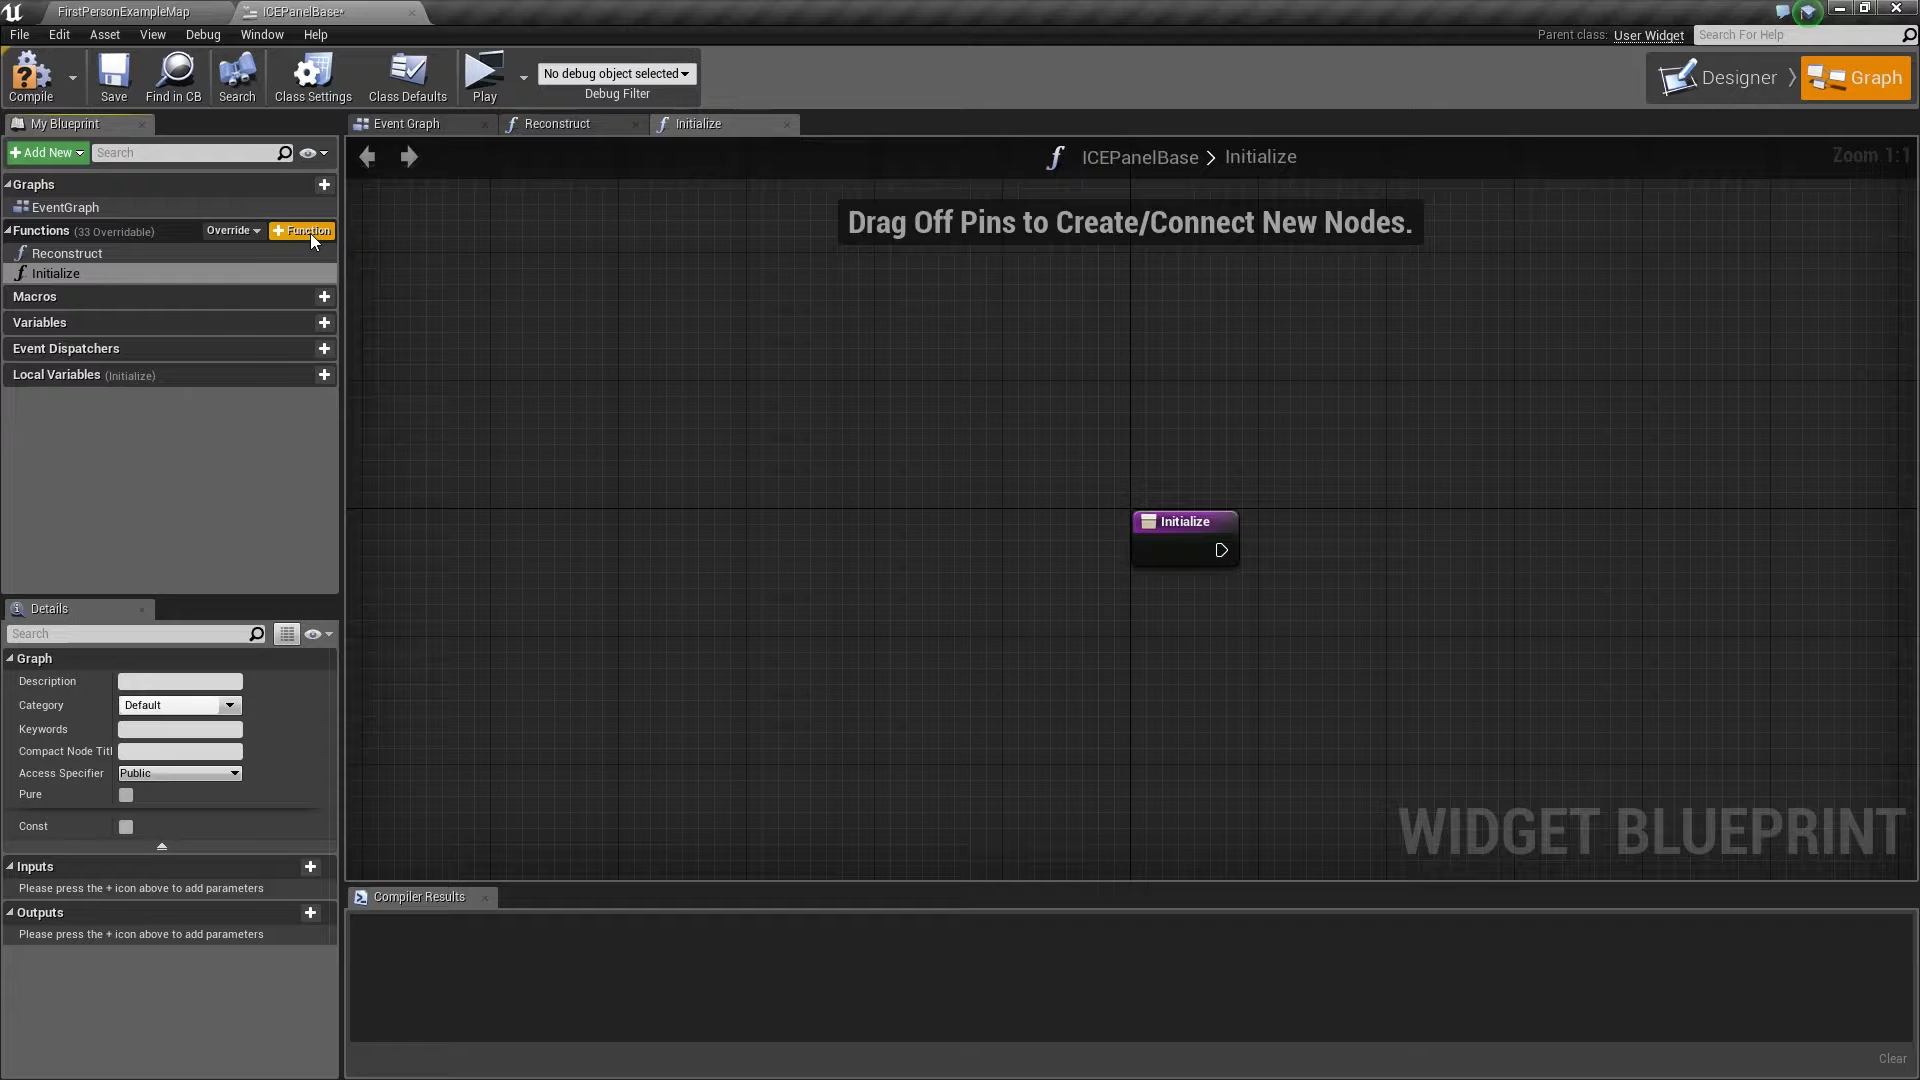 FirstPersonExampleMap
ICEPanelBase*
File Edit Asset View Debug Window Help
Parent class: User Widget
Search For Help
Compile
Save
Find in CB
Search
Class Settings
Class Defaults
Play
No debug object selected
Debug Filter
Designer
Graph
My Blueprint
Event Graph
Reconstruct
Initialize
Add New
Search
ICEPanelBase > Initialize
Zoom 1:1
Graphs
EventGraph
Functions (33 Overridable)
Override
Function
Reconstruct
Initialize
Macros
Variables
Event Dispatchers
Local Variables (Initialize)
Drag Off Pins to Create/Connect New Nodes.
Initialize
WIDGET BLUEPRINT
Details
Search
Graph
Description
Category
Default
Keywords
Compact Node Titl
Access Specifier
Public
Pure
Const
Inputs
Please press the + icon above to add parameters
Outputs
Please press the + icon above to add parameters
Compiler Results
Clear